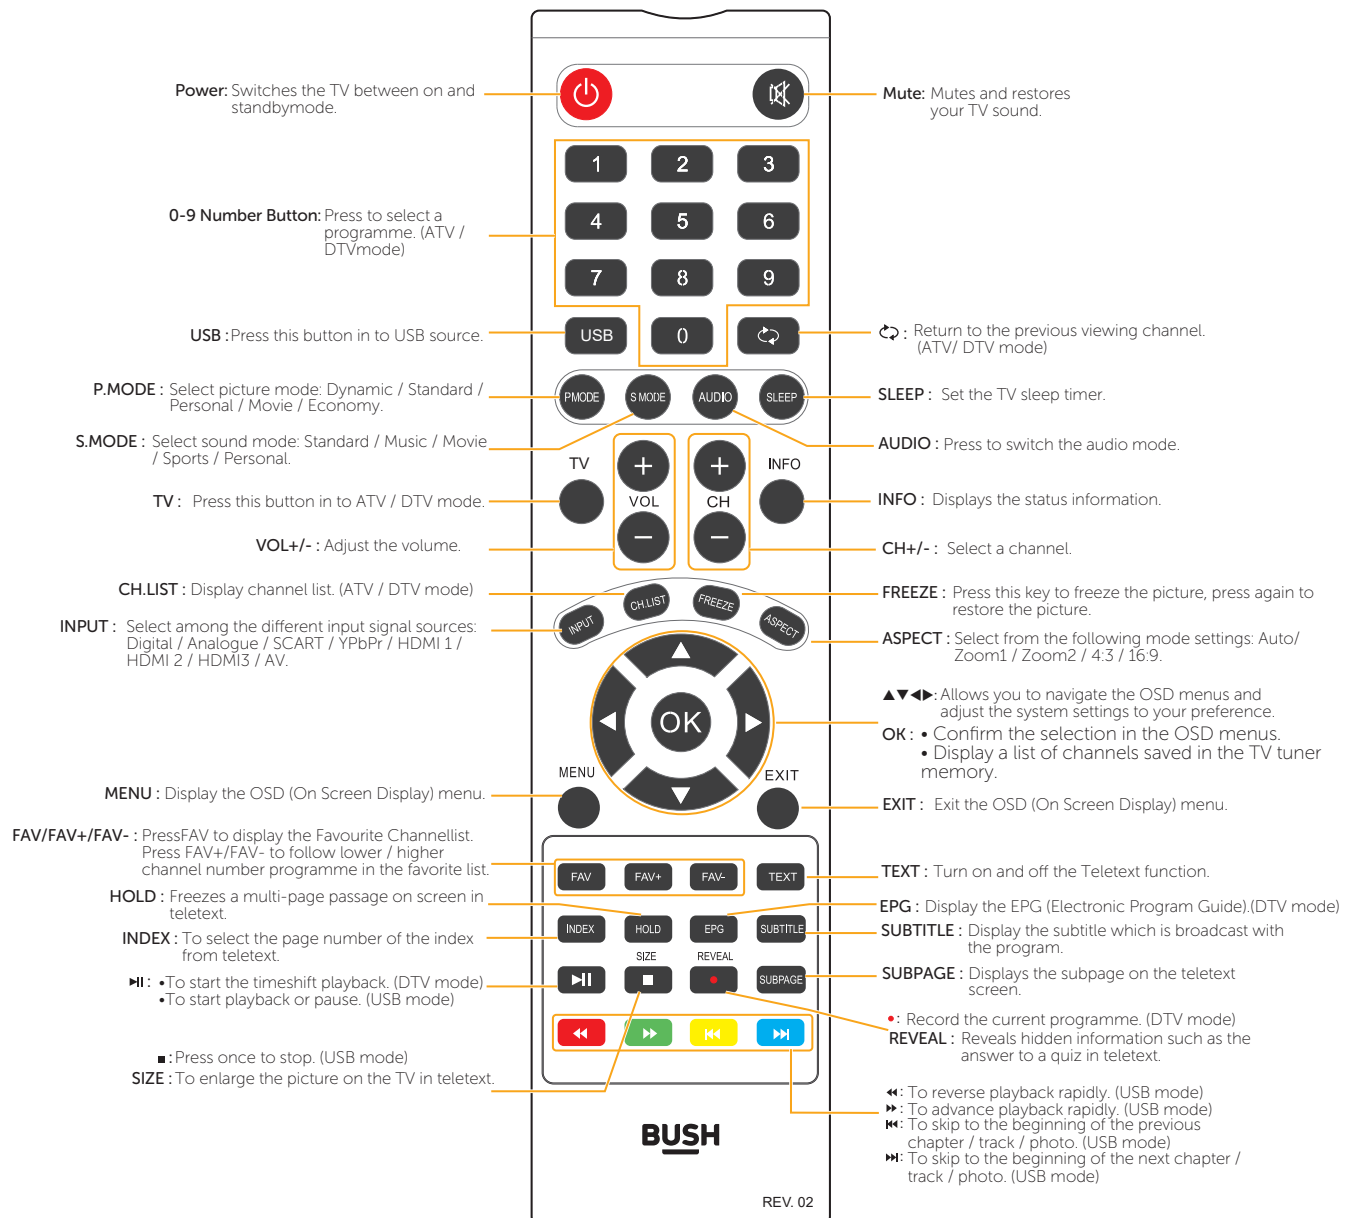 Power: Switches the TV between on and
standbymode.
Mute: Mutes and restores
your TV sound.
1 2 3
0-9 Number Button: Press to select a
programme. (ATV /
DTVmode)
4 5 6
7 8 9
USB : Press this button in to USB source.
USB 0
: Return to the previous viewing channel.
(ATV/ DTV mode)
P.MODE : Select picture mode: Dynamic / Standard /
Personal / Movie / Economy.
PMODE S MODE AUDIO SLEEP
SLEEP : Set the TV sleep timer.
S.MODE : Select sound mode: Standard / Music / Movie
/ Sports / Personal.
AUDIO : Press to switch the audio mode.
TV + + INFO
TV : Press this button in to ATV / DTV mode.
VOL CH
INFO : Displays the status information.
VOL+/- : Adjust the volume.
− −
CH+/- : Select a channel.
CH.LIST : Display channel list. (ATV / DTV mode)
INPUT CH.LIST FREEZE ASPECT
FREEZE : Press this key to freeze the picture, press again to
restore the picture.
INPUT : Select among the different input signal sources:
Digital / Analogue / SCART / YPbPr / HDMI 1 /
HDMI 2 / HDMI3 / AV.
ASPECT : Select from the following mode settings: Auto/
Zoom1 / Zoom2 / 4:3 / 16:9.
▲▼◀▶: Allows you to navigate the OSD menus and
adjust the system settings to your preference.
OK
OK : • Confirm the selection in the OSD menus.
• Display a list of channels saved in the TV tuner
memory.
MENU EXIT
MENU : Display the OSD (On Screen Display) menu.
EXIT : Exit the OSD (On Screen Display) menu.
FAV/FAV+/FAV- : PressFAV to display the Favourite Channellist.
Press FAV+/FAV- to follow lower / higher
channel number programme in the favorite list.
FAV FAV+ FAV- TEXT
TEXT : Turn on and off the Teletext function.
HOLD : Freezes a multi-page passage on screen in
teletext.
EPG : Display the EPG (Electronic Program Guide).(DTV mode)
INDEX HOLD EPG SUBTITLE
INDEX : To select the page number of the index
from teletext.
SUBTITLE : Display the subtitle which is broadcast with
the program.
SIZE REVEAL
SUBPAGE
▶II : •To start the timeshift playback. (DTV mode)
•To start playback or pause. (USB mode)
SUBPAGE : Displays the subpage on the teletext
screen.
●: Record the current programme. (DTV mode)
REVEAL : Reveals hidden information such as the
answer to a quiz in teletext.
■ : Press once to stop. (USB mode)
SIZE : To enlarge the picture on the TV in teletext.
◀◀ : To reverse playback rapidly. (USB mode)
▶▶ : To advance playback rapidly. (USB mode)
I◀◀ : To skip to the beginning of the previous
chapter / track / photo. (USB mode)
▶▶I : To skip to the beginning of the next chapter /
track / photo. (USB mode)
BUSH
REV. 02